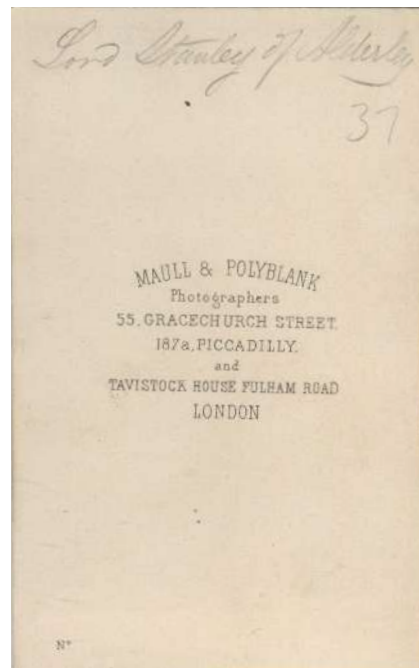 Lord Stanley of Alderley
37
MAULL & POLYBLANK
Photographers
55, GRACECHURCH STREET.
187a, PICCADILLY.
and
TAVISTOCK HOUSE FULHAM ROAD
LONDON
Nº